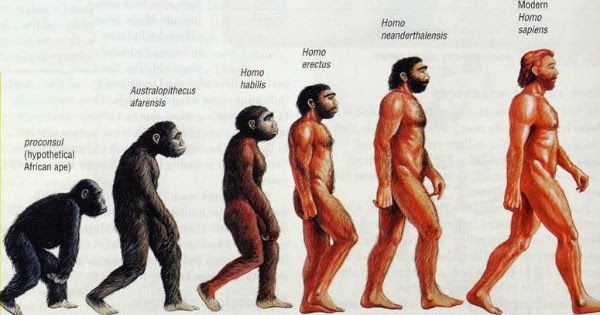 proconsul
(hypothetical
African ape)
Australopithecus
afarensis
Homo
habilis
Homo
erectus
Homo
neanderthalensis
Modern
Homo
sapiens